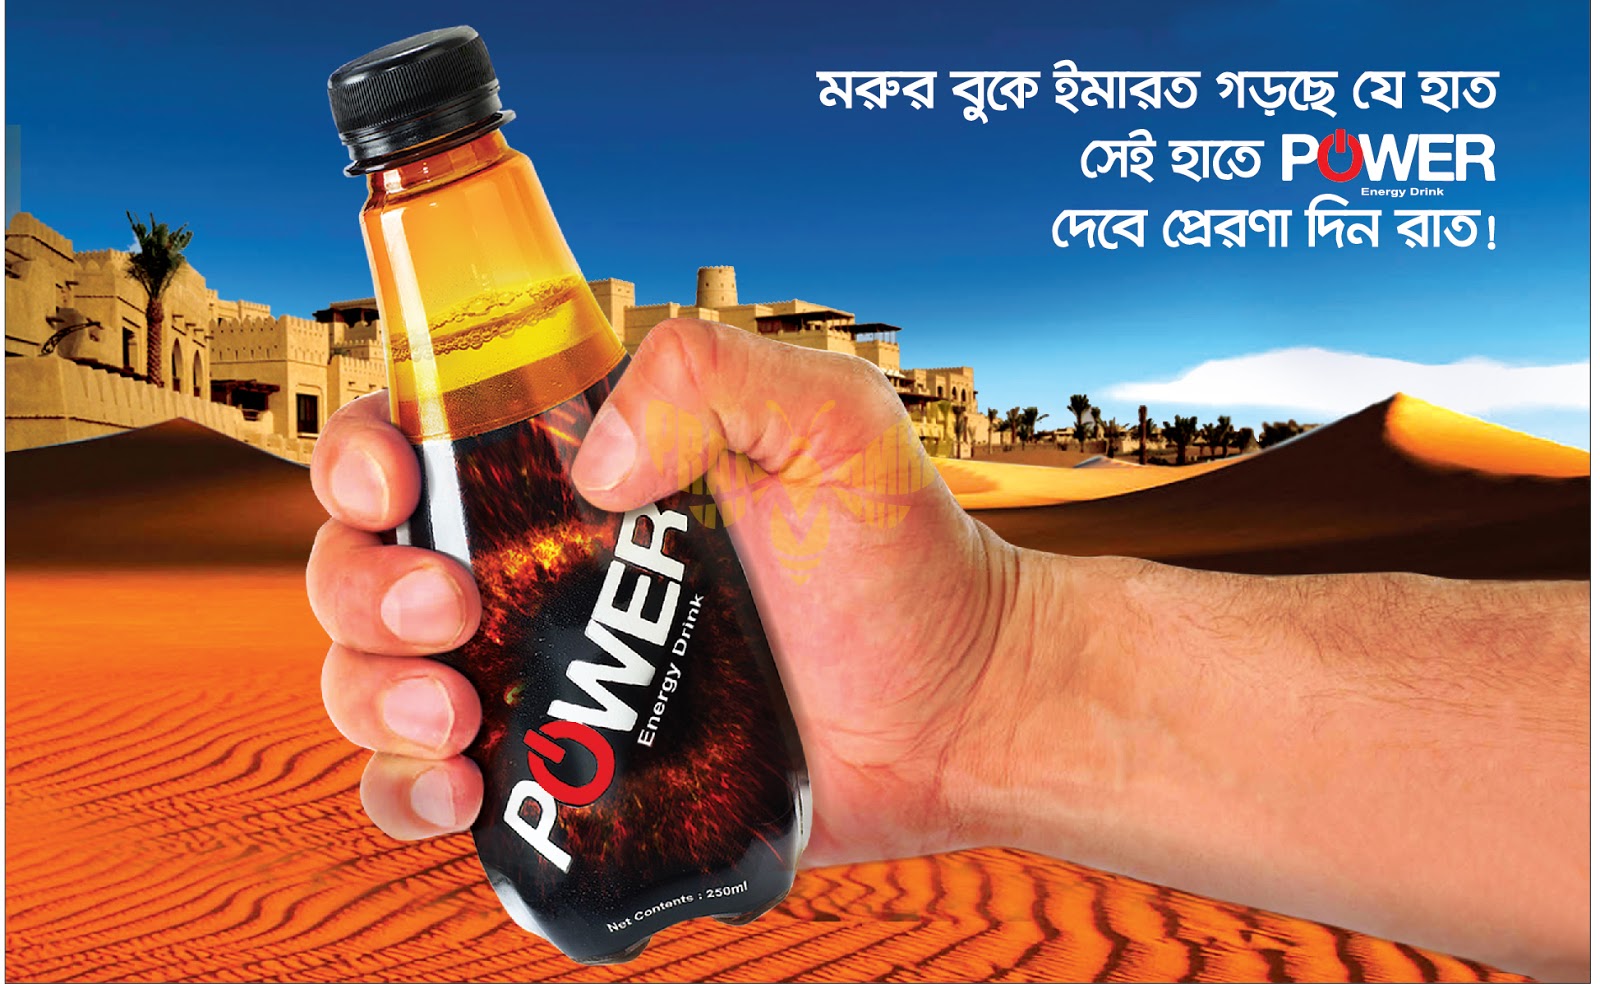 মরুর বুকে ইমারত গড়ছে যে হাত
সেই হাতে POWER
Energy Drink
দেবে প্রেরণা দিন রাত!
POWER
Energy Drink
Net Contents : 250ml